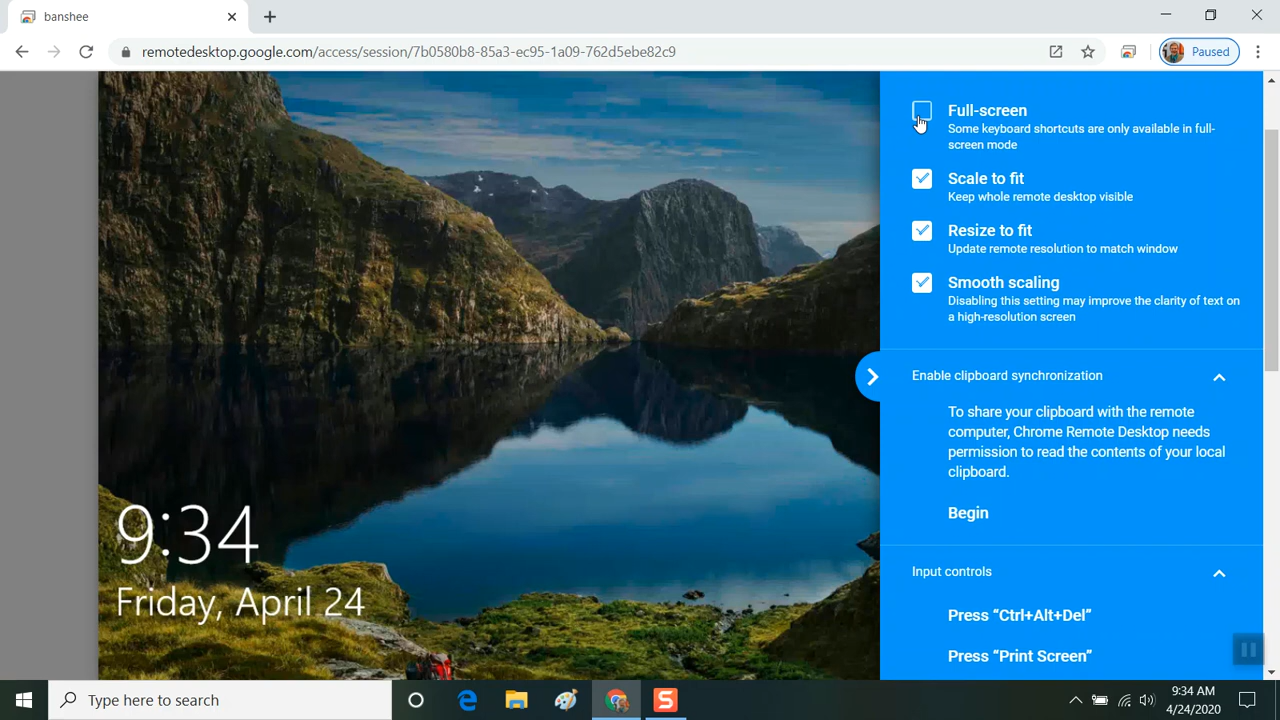 banshee
remotedesktop.google.com/access/session/7b0580b8-85a3-ec95-1a09-762d5ebe82c9
Paused
Full-screen
Some keyboard shortcuts are only available in full-
screen mode
Scale to fit
Keep whole remote desktop visible
Resize to fit
Update remote resolution to match window
Smooth scaling
Disabling this setting may improve the clarity of text on
a high-resolution screen
Enable clipboard synchronization
To share your clipboard with the remote
computer, Chrome Remote Desktop needs
permission to read the contents of your local
clipboard.
Begin
Input controls
Press “Ctrl+Alt+Del”
Press “Print Screen”
9:34
Friday, April 24
Type here to search
S
9:34 AM
4/24/2020